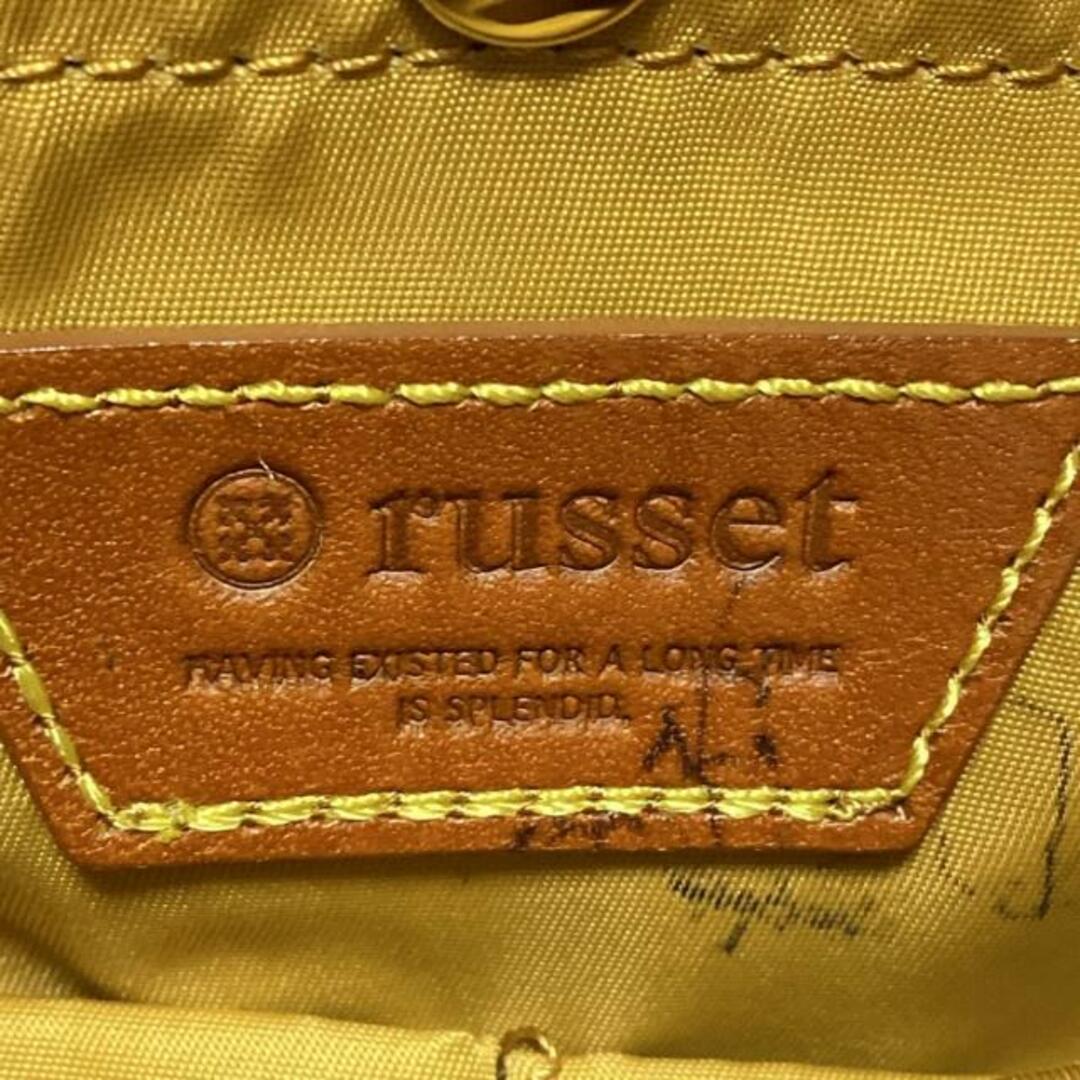 russet
HAVING EXISTED FOR A LONG TIME
IS SPLENDID.